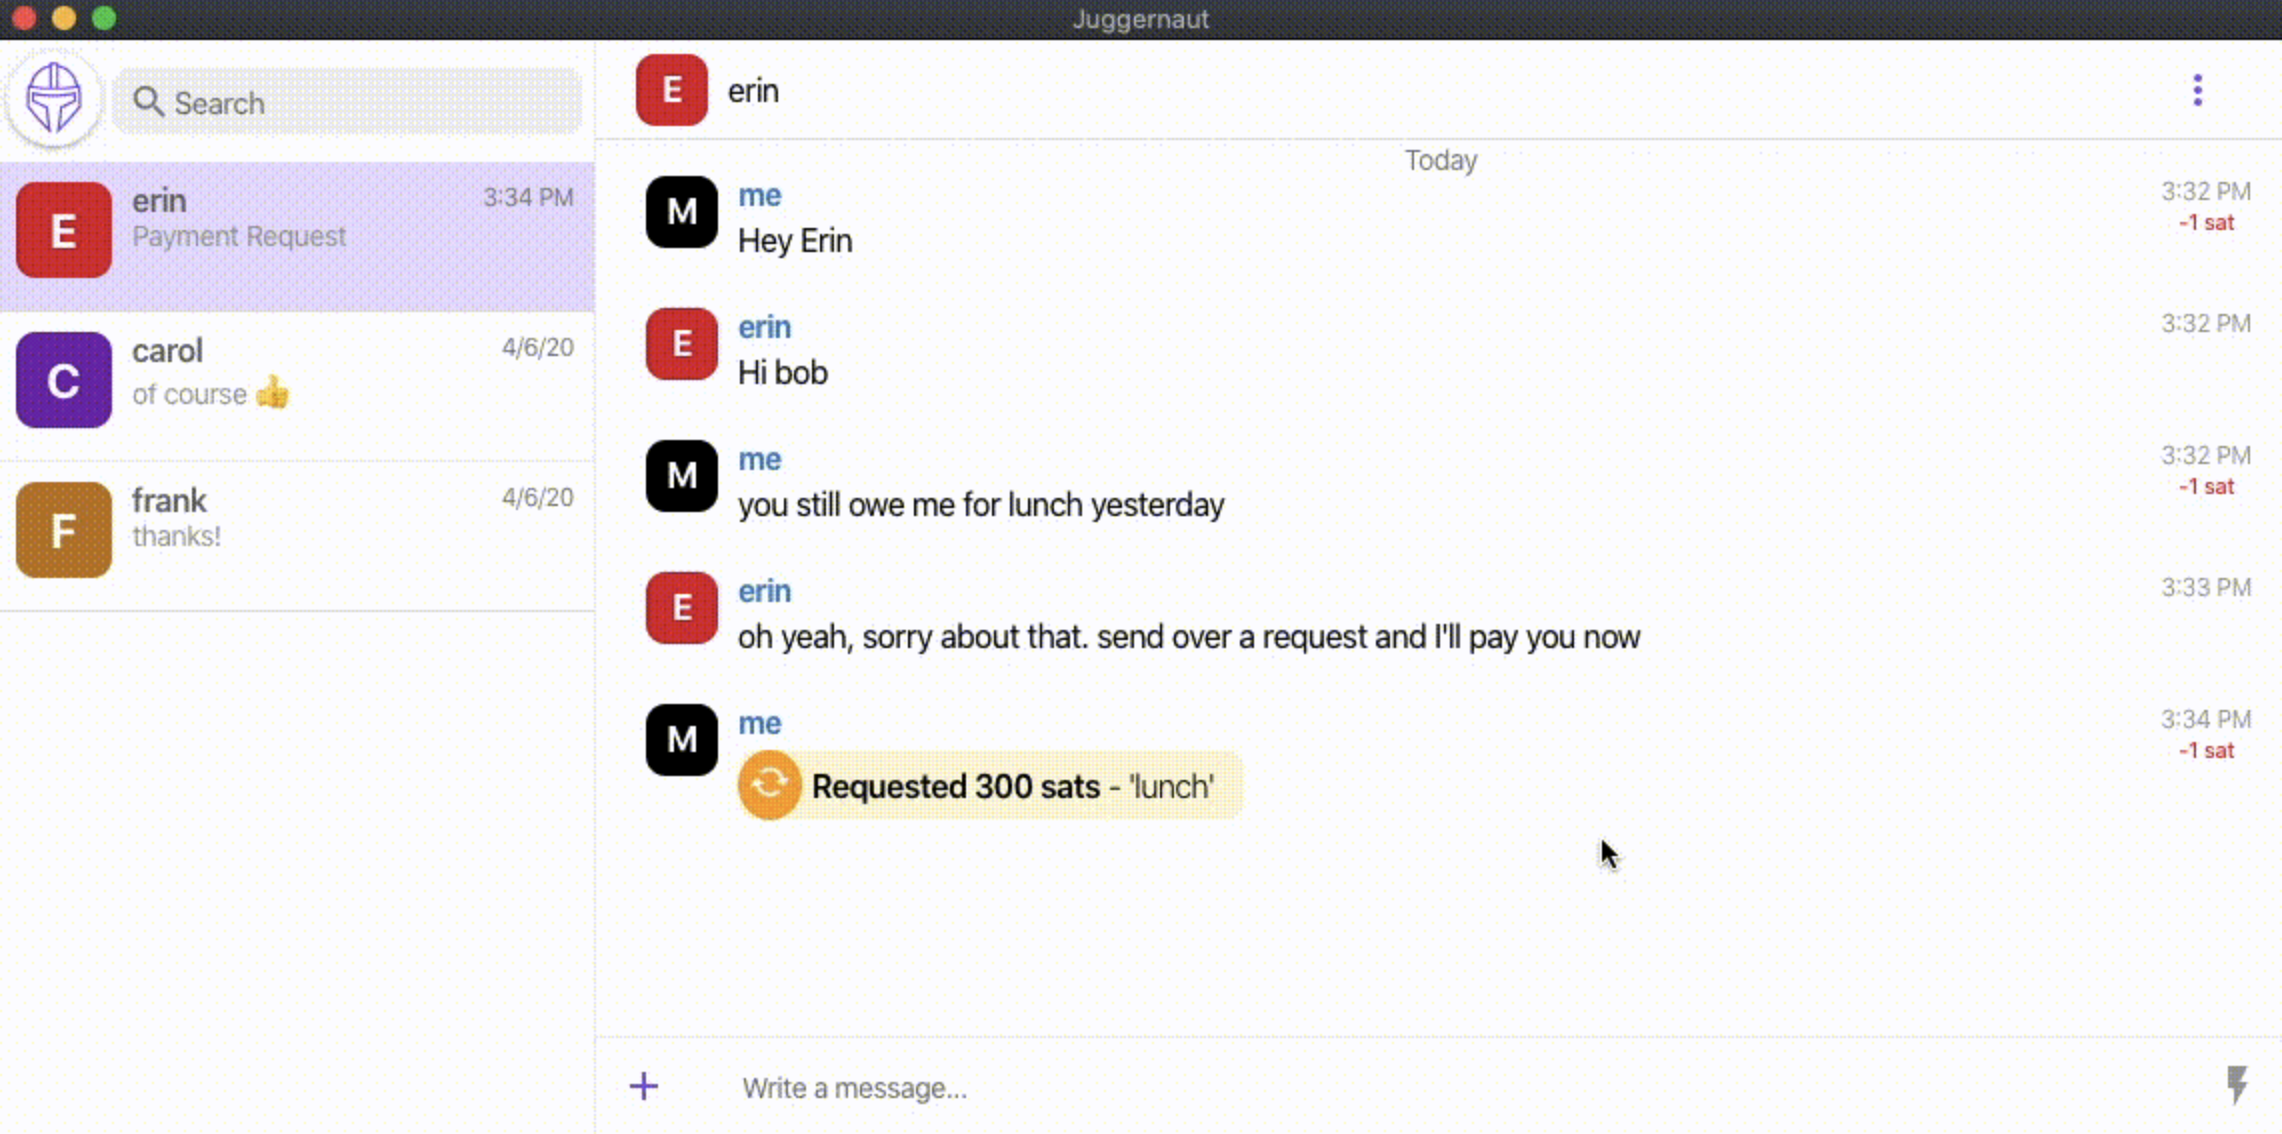 Juggernaut
Search
E
erin
3:34 PM
Payment Request
C
carol
4/6/20
of course 👍
F
frank
4/6/20
thanks!
E
erin
Today
M
me
3:32 PM
-1 sat
Hey Erin
E
erin
3:32 PM
Hi bob
M
me
3:32 PM
-1 sat
you still owe me for lunch yesterday
E
erin
3:33 PM
oh yeah, sorry about that. send over a request and I'll pay you now
M
me
3:34 PM
-1 sat
Requested 300 sats - 'lunch'
Write a message...